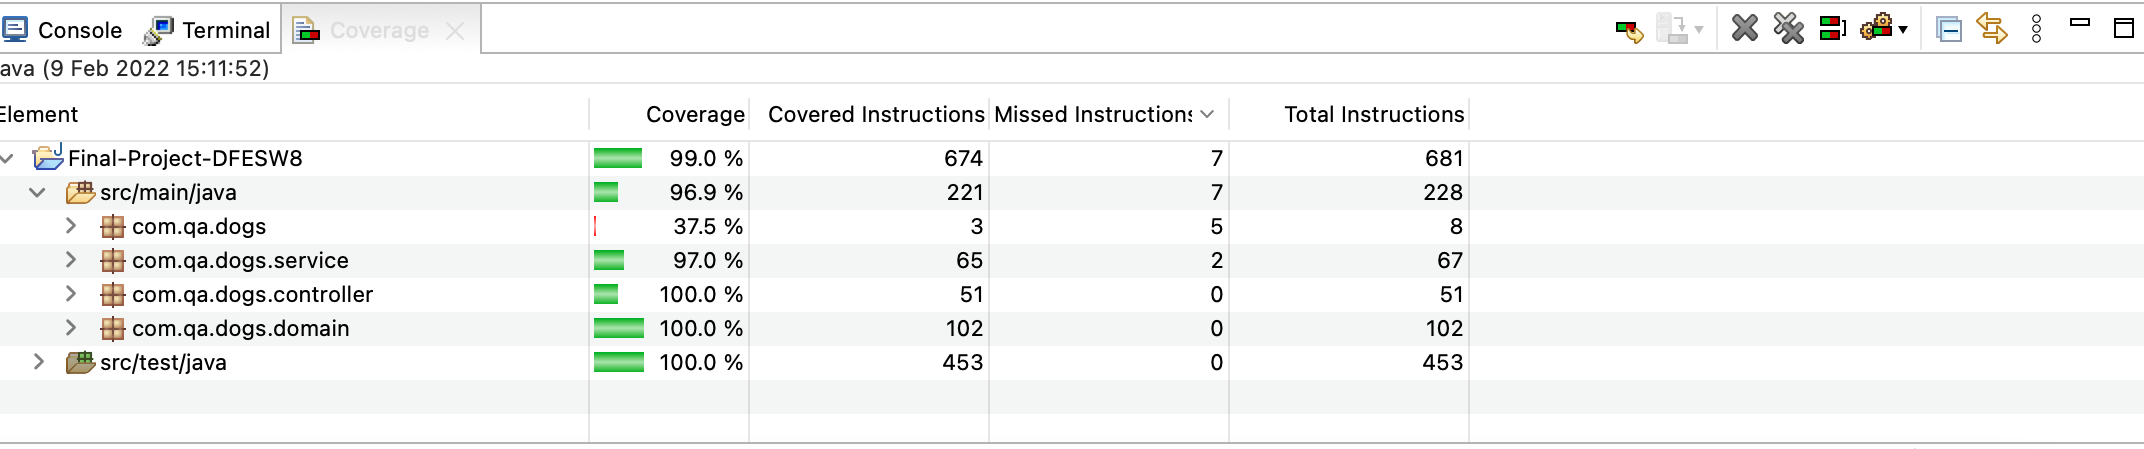 Console Terminal Coverage
ava (9 Feb 2022 15:11:52)
Element Coverage Covered Instructions Missed Instructions Total Instructions
Final-Project-DFESW8 99.0 % 674 7 681
src/main/java 96.9 % 221 7 228
com.qa.dogs 37.5 % 3 5 8
com.qa.dogs.service 97.0 % 65 2 67
com.qa.dogs.controller 100.0 % 51 0 51
com.qa.dogs.domain 100.0 % 102 0 102
src/test/java 100.0 % 453 0 453